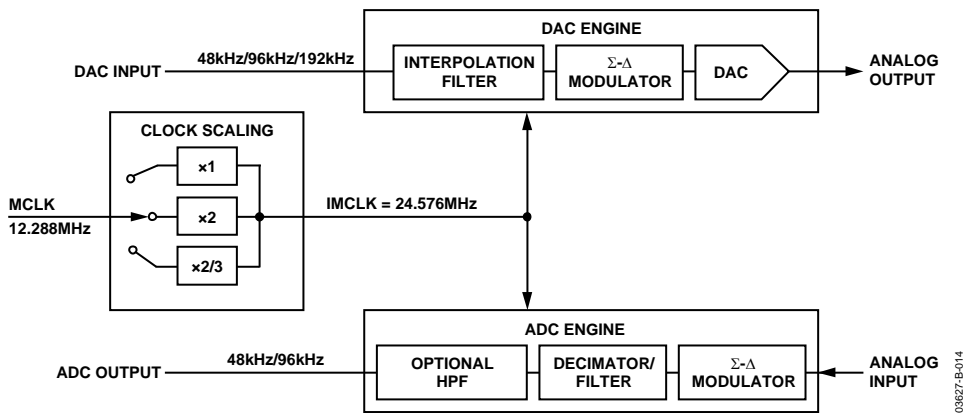 DAC ENGINE
48kHz/96kHz/192kHz
DAC INPUT
INTERPOLATION
FILTER
Σ-Δ
MODULATOR
DAC
ANALOG
OUTPUT
CLOCK SCALING
×1
MCLK
12.288MHz
×2
IMCLK = 24.576MHz
×2/3
ADC ENGINE
48kHz/96kHz
ADC OUTPUT
OPTIONAL
HPF
DECIMATOR/
FILTER
Σ-Δ
MODULATOR
ANALOG
INPUT
03627-B-014